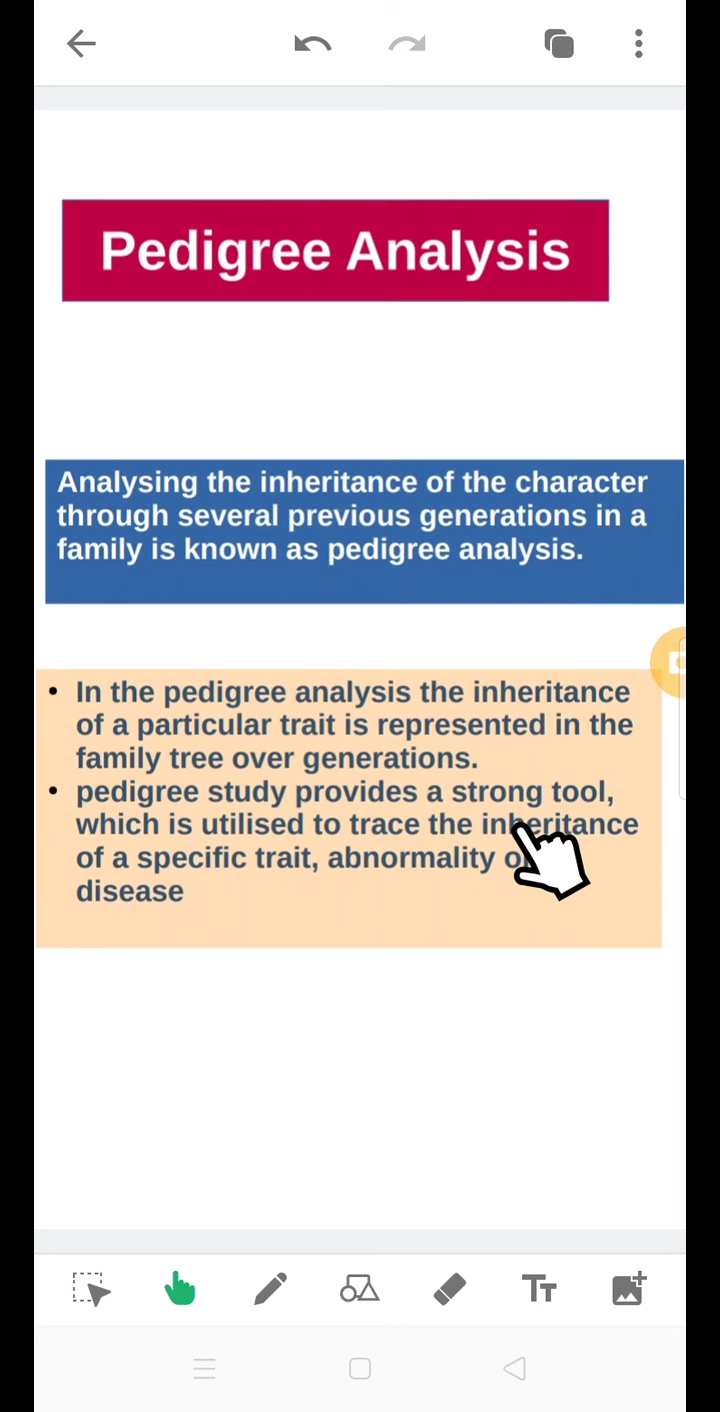 Pedigree Analysis
Analysing the inheritance of the character
through several previous generations in a
family is known as pedigree analysis.
• In the pedigree analysis the inheritance
of a particular trait is represented in the
family tree over generations.
• pedigree study provides a strong tool,
which is utilised to trace the inheritance
of a specific trait, abnormality
disease
TT